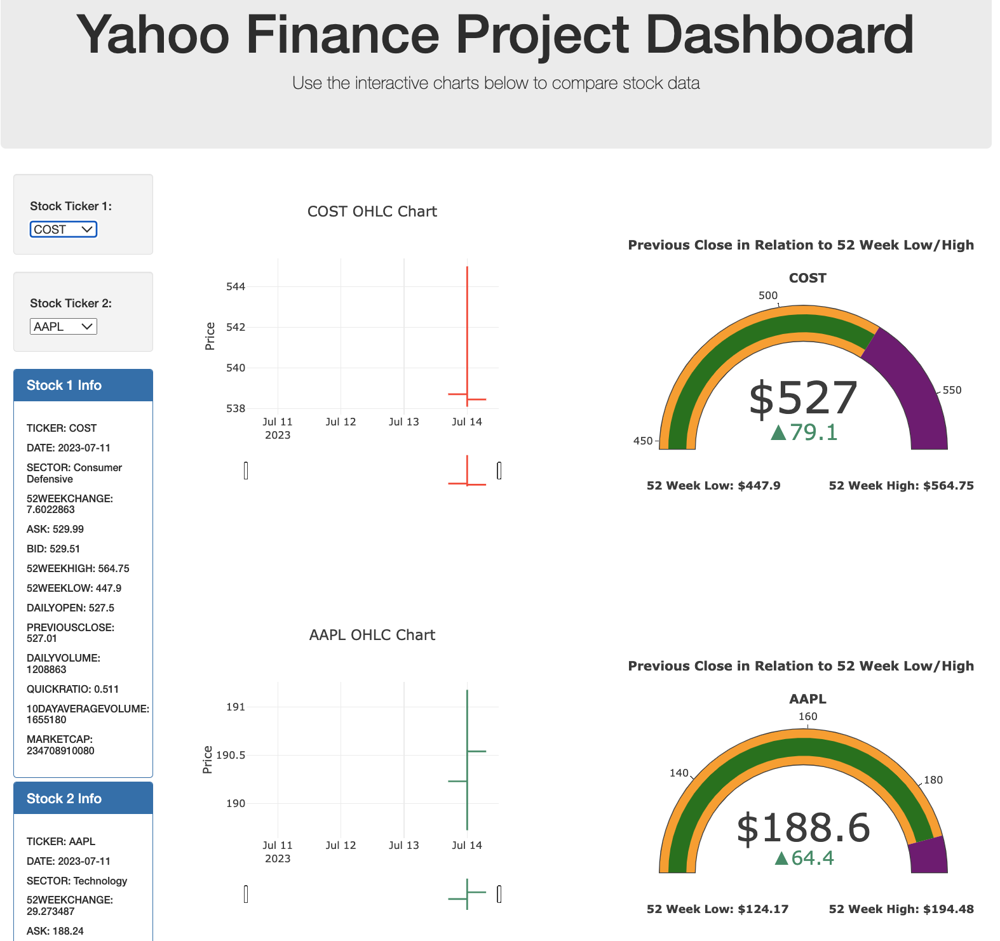 Yahoo Finance Project Dashboard
Use the interactive charts below to compare stock data
Stock Ticker 1:
COST
Stock Ticker 2:
AAPL
Stock 1 Info
TICKER: COST
DATE: 2023-07-11
SECTOR: Consumer
Defensive
52WEEKCHANGE:
7.6022863
ASK: 529.99
BID: 529.51
52WEEKHIGH: 564.75
52WEEKLOW: 447.9
DAILYOPEN: 527.5
PREVIOUSCLOSE:
527.01
DAILYVOLUME:
1208863
QUICKRATIO: 0.511
10DAYAVERAGEVOLUME:
1655180
MARKETCAP:
234708910080
Stock 2 Info
TICKER: AAPL
DATE: 2023-07-11
SECTOR: Technology
52WEEKCHANGE:
29.273487
ASK: 188.24
COST OHLC Chart
Price
544
542
540
538
Jul 11 Jul 12 Jul 13 Jul 14
2023
Previous Close in Relation to 52 Week Low/High
COST
450
500
550
$527
▲79.1
52 Week Low: $447.9 52 Week High: $564.75
AAPL OHLC Chart
Price
191
190.5
190
Jul 11 Jul 12 Jul 13 Jul 14
2023
Previous Close in Relation to 52 Week Low/High
AAPL
140
160
180
$188.6
▲64.4
52 Week Low: $124.17 52 Week High: $194.48